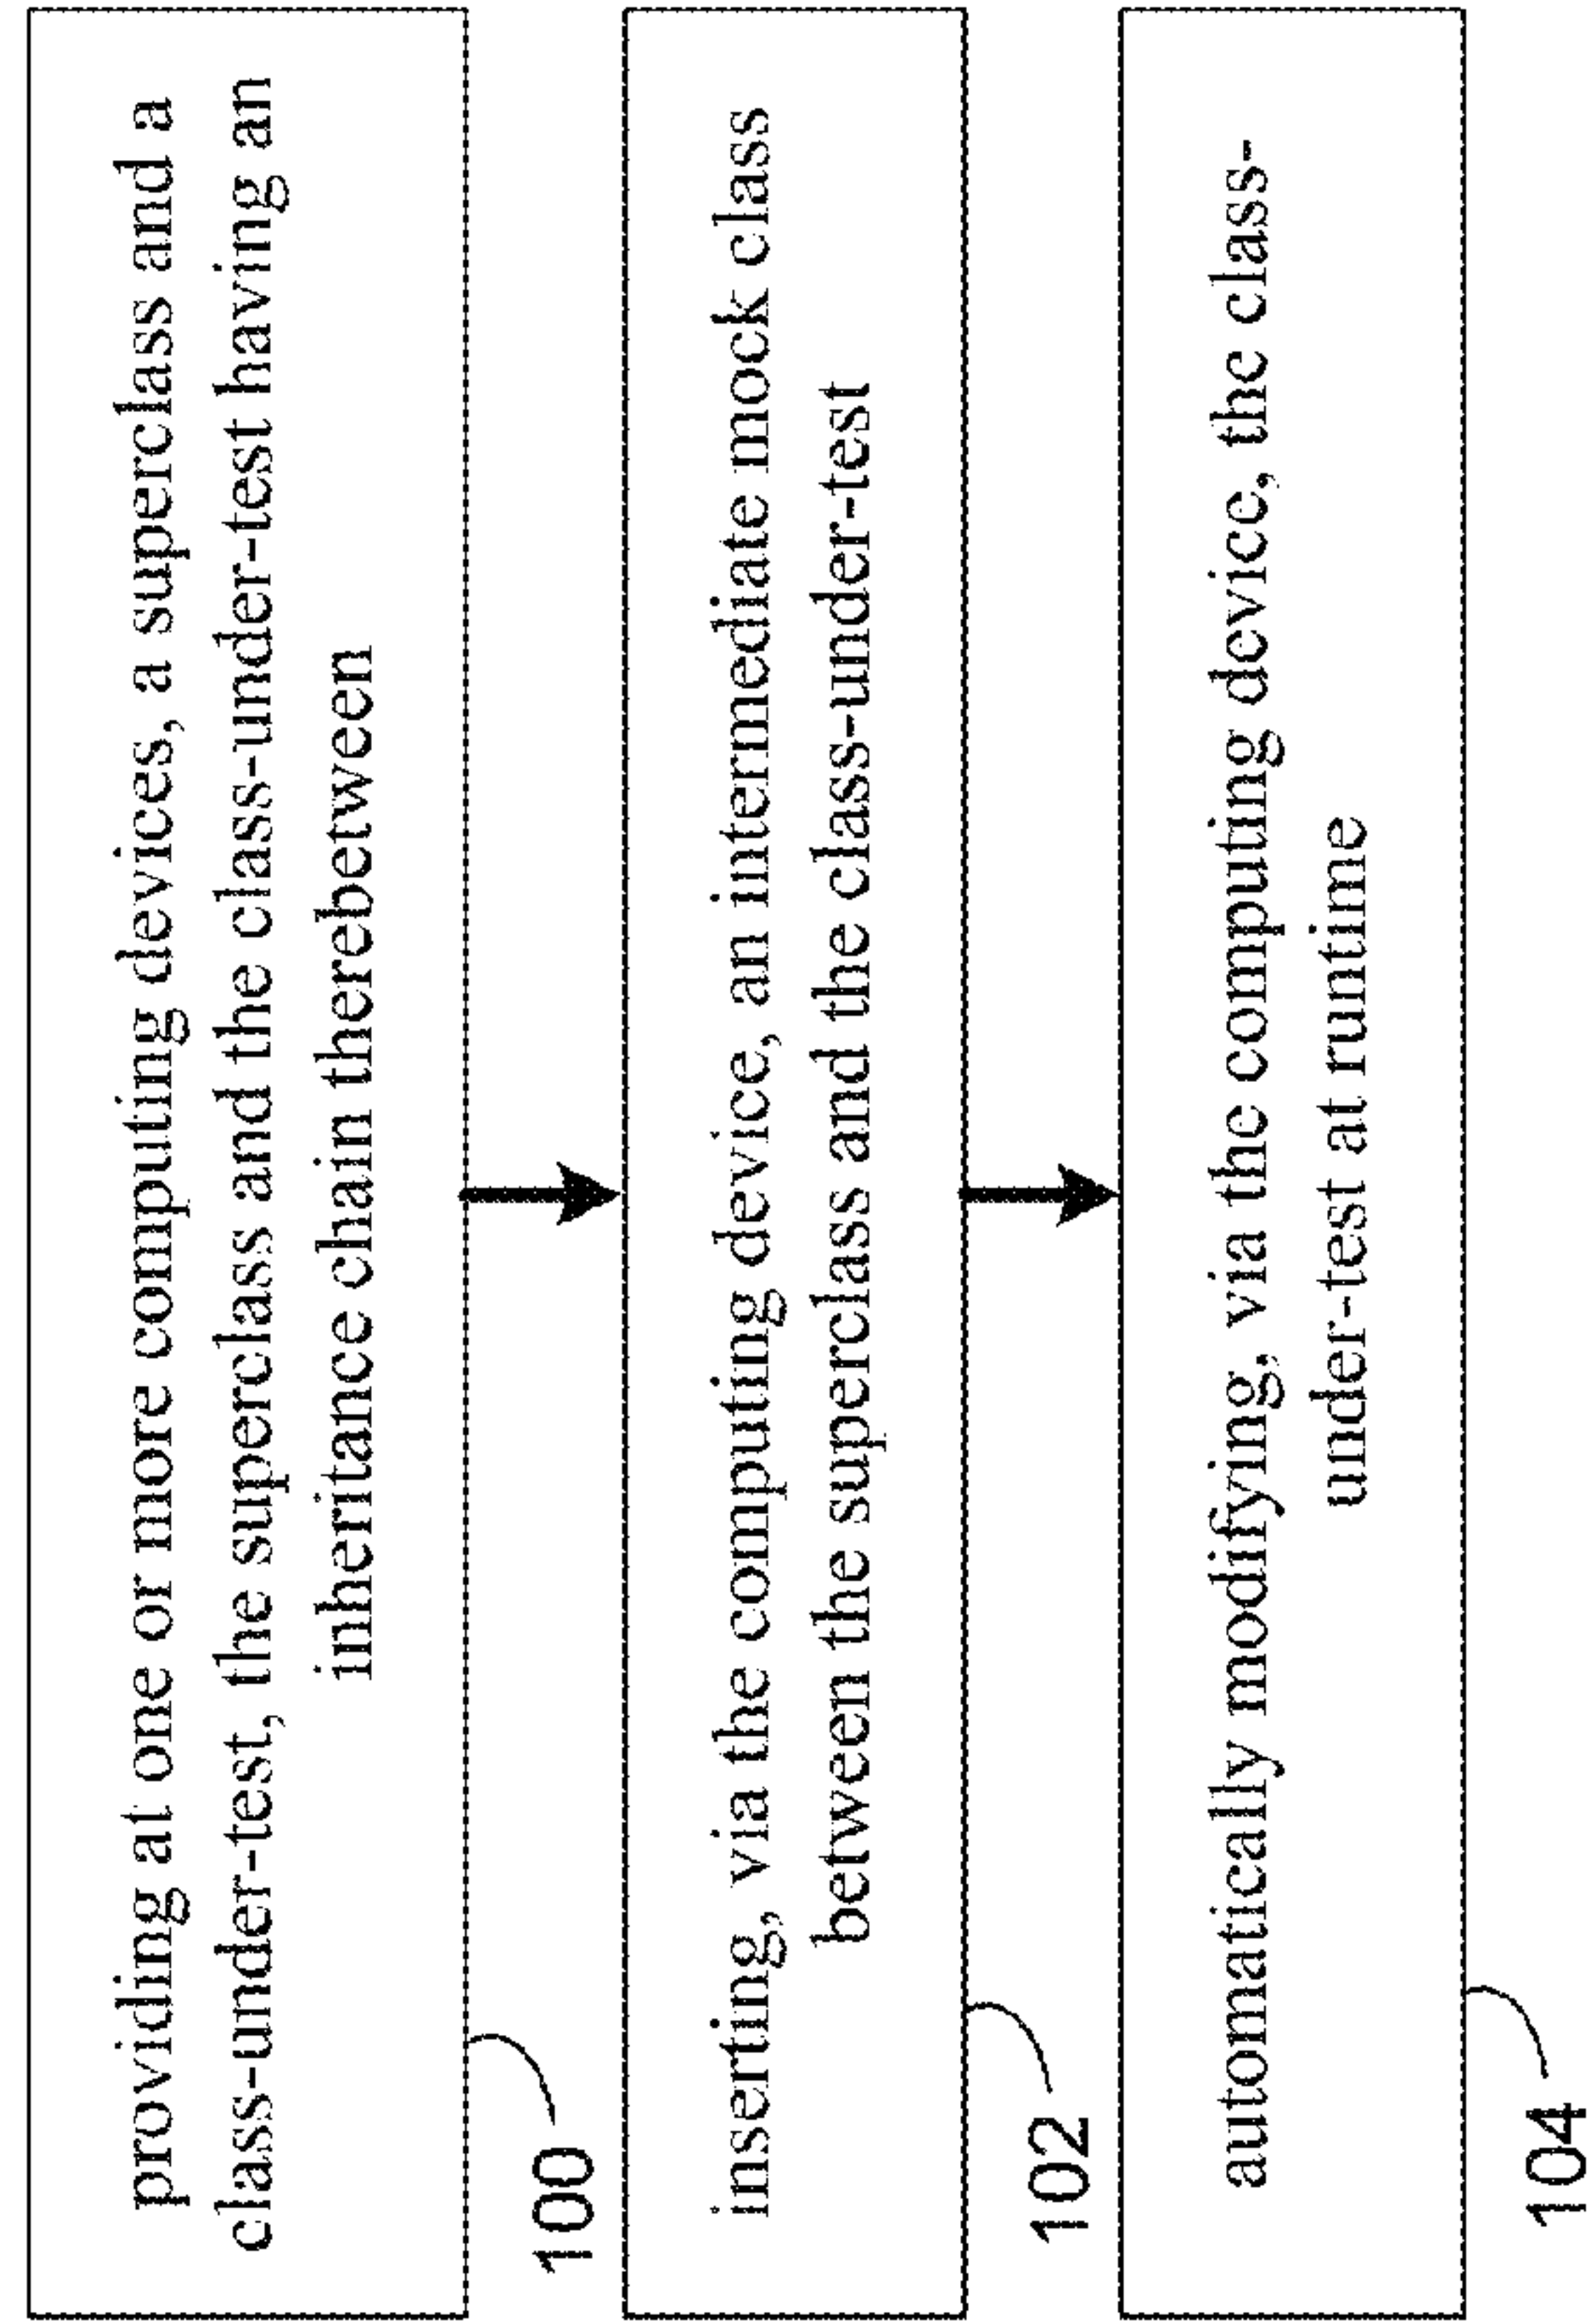 providing at one or more computing devices, a superclass and a
class-under-test, the superclass and the class-under-test having an
inheritance chain therebetween
100
inserting, via the computing device, an intermediate mock class
between the superclass and the class-under-test
102
automatically modifying, via the computing device, the class-
under-test at runtime
104